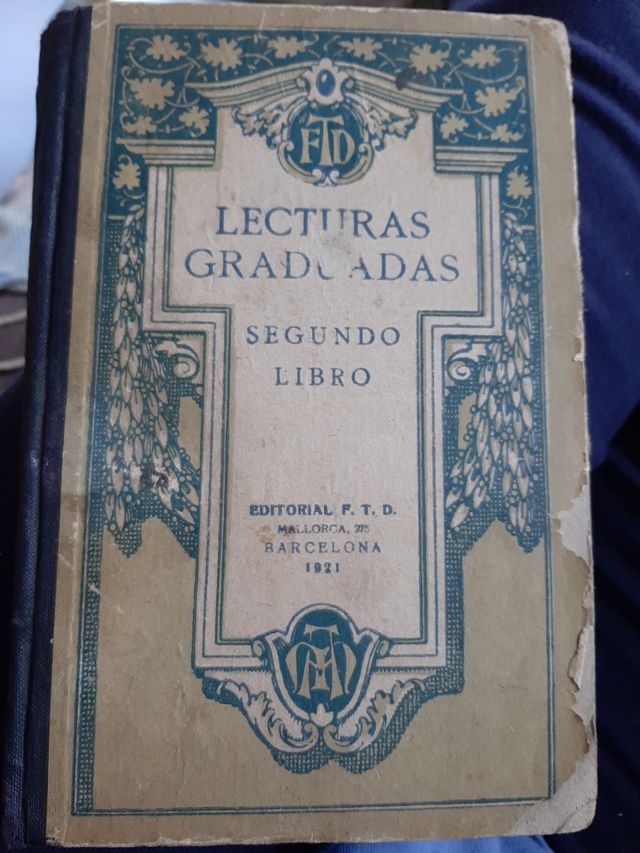 FTD
LECTURAS
GRADUADAS
SEGUNDO
LIBRO
EDITORIAL F. T. D.
MALLORCA, 275
BARCELONA
1921